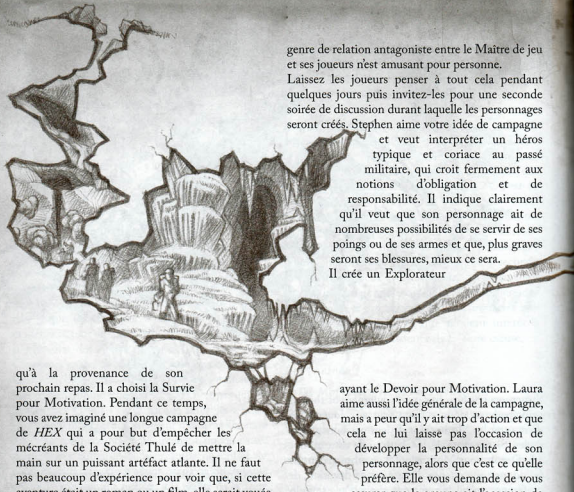 genre de relation antagoniste entre le Maître de jeu
et ses joueurs n'est amusant pour personne.
Laissez les joueurs penser à tout cela pendant
quelques jours puis invitez-les pour une seconde
soirée de discussion durant laquelle les personnages
seront créés. Stephen aime votre idée de campagne
et veut interpréter un héros
typique et coriace au passé
militaire, qui croit fermement aux
notions d'obligation et de
responsabilité. Il indique clairement
qu'il veut que son personnage ait de
nombreuses possibilités de se servir de ses
poings ou de ses armes et que, plus graves
seront ses blessures, mieux ce sera.
Il crée un Explorateur
qu'à la provenance de son
prochain repas. Il a choisi la Survie
pour Motivation. Pendant ce temps,
vous avez imaginé une longue campagne
de HEX qui a pour but d'empêcher les
mécréants de la Société Thulé de mettre la
main sur un puissant artéfact atlante. Il ne faut
pas beaucoup d'expérience pour voir que, si cette
ayant le Devoir pour Motivation. Laura
aime aussi l'idée générale de la campagne,
mais a peur qu'il y ait trop d'action et que
cela ne lui laisse pas l'occasion de
développer la personnalité de son
personnage, alors que c'est ce qu'elle
préfère. Elle vous demande de vous